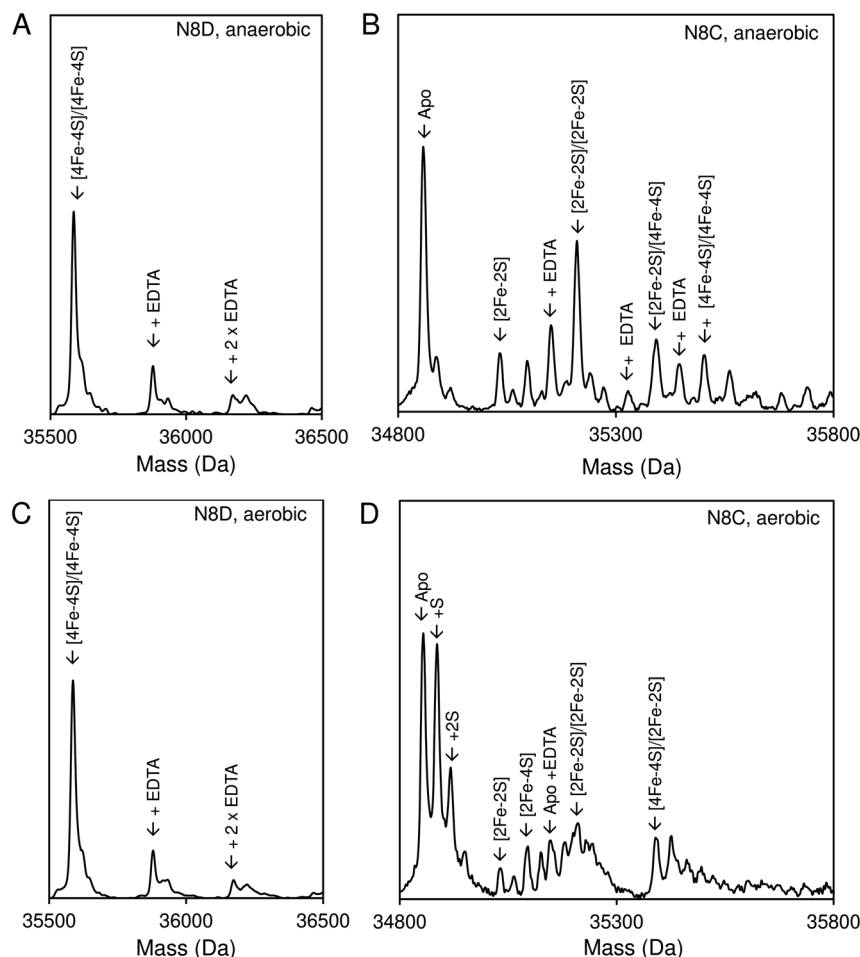 A
N8D, anaerobic
← [4Fe-4S]/[4Fe-4S]
← + EDTA
← + 2 x EDTA
35500
36000
36500
Mass (Da)
B
N8C, anaerobic
← Apo
← [2Fe-2S]
← + EDTA
← [2Fe-2S]/[2Fe-2S]
←+ EDTA
←[2Fe-2S]/[4Fe-4S]
← + EDTA
←+ [4Fe-4S]/[4Fe-4S]
34800
35300
35800
Mass (Da)
C
N8D, aerobic
← [4Fe-4S]/[4Fe-4S]
← + EDTA
← + 2 x EDTA
35500
36000
36500
Mass (Da)
D
N8C, aerobic
← Apo
←+S
←+2S
← [2Fe-2S]
← [2Fe-4S]
← Apo +EDTA
← [2Fe-2S]/[2Fe-2S]
← [4Fe-4S]/[2Fe-2S]
34800
35300
35800
Mass (Da)